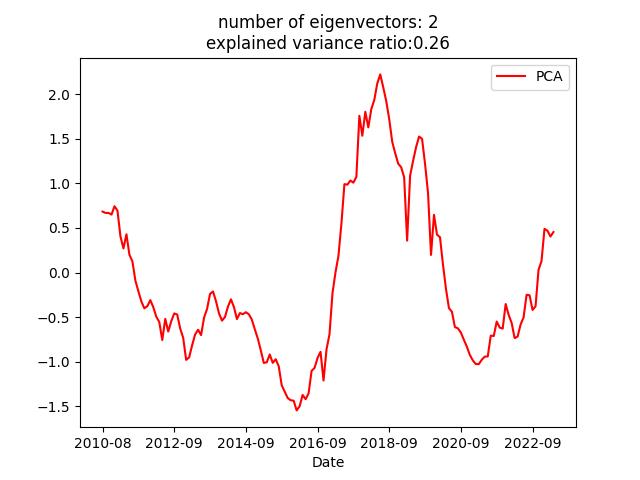 number of eigenvectors: 2
explained variance ratio:0.26
PCA
2.0
1.5
1.0
0.5
0.0
−0.5
−1.0
−1.5
2010-08 2012-09 2014-09 2016-09 2018-09 2020-09 2022-09
Date